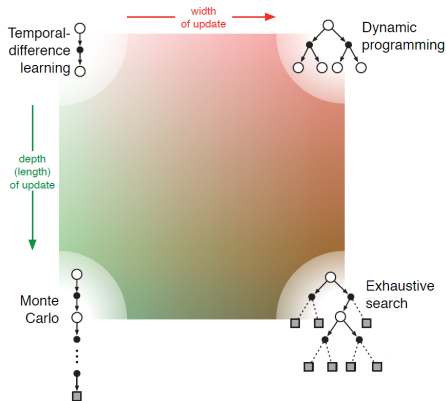 Temporal-
difference
learning
width
of update
Dynamic
programming
depth
(length)
of update
Monte
Carlo
Exhaustive
search